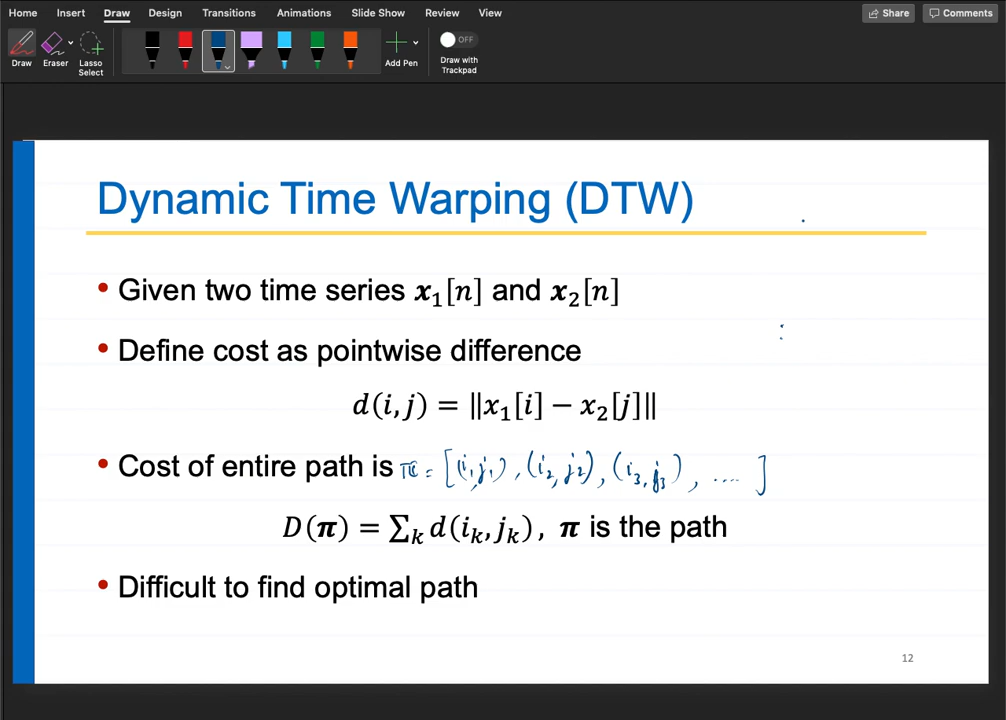 Home Insert Draw Design Transitions Animations Slide Show Review View Share Comments
OFF
Draw Eraser Lasso Select Add Pen Draw with Trackpad
Dynamic Time Warping (DTW)
• Given two time series x₁[n] and x₂[n]
• Define cost as pointwise difference
d(i,j) = ‖x₁[i] − x₂[j]‖
• Cost of entire path is π = [(i₁,j₁), (i₂,j₂), (i₃,j₃), ....]
D(π) = ∑ₖ d(iₖ,jₖ), π is the path
• Difficult to find optimal path
12